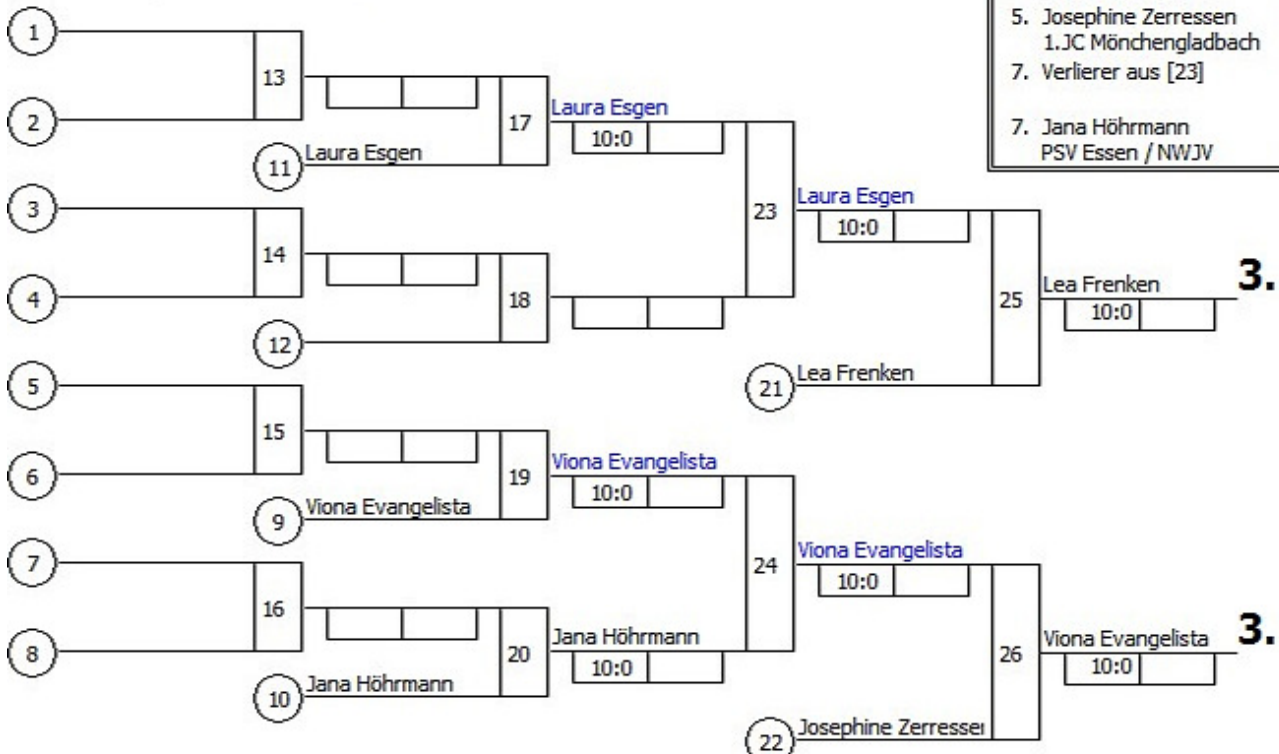 5. Josephine Zerressen
1.JC Mönchengladbach
7. Verlierer aus [23]
7. Jana Höhrmann
PSV Essen / NWJV
1
13
2
17
Laura Esgen
10:0
11
Laura Esgen
3
23
Laura Esgen
10:0
14
4
18
25
Lea Frenken
3.
10:0
12
5
21
Lea Frenken
15
6
19
Viona Evangelista
10:0
9
Viona Evangelista
7
24
Viona Evangelista
10:0
16
8
20
Jana Höhrmann
10:0
26
Viona Evangelista
3.
10:0
10
Jana Höhrmann
22
Josephine Zerresser